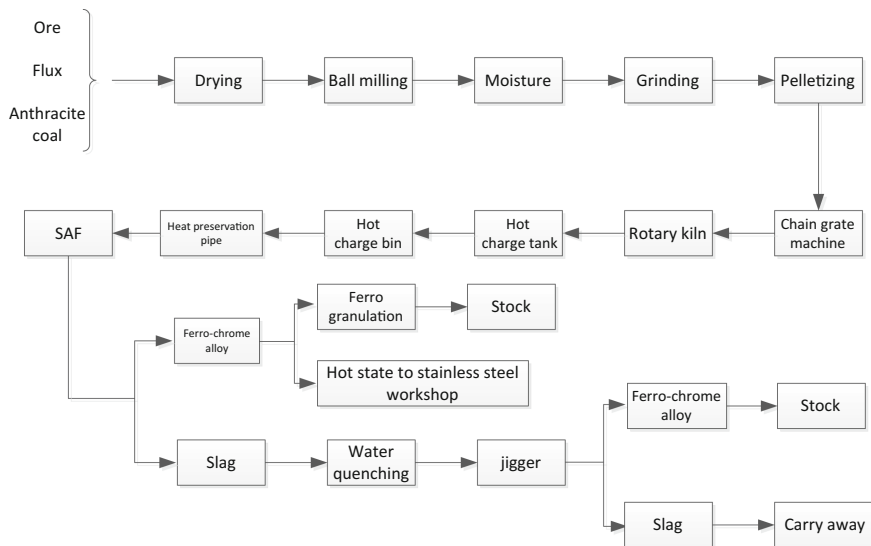 Ore
Flux
Anthracite
coal
Drying
Ball milling
Moisture
Grinding
Pelletizing
SAF
Heat preservation
pipe
Hot
charge bin
Hot
charge tank
Rotary kiln
Chain grate
machine
Ferro-chrome
alloy
Ferro
granulation
Stock
Hot state to stainless steel
workshop
Slag
Water
quenching
jigger
Ferro-chrome
alloy
Stock
Slag
Carry away